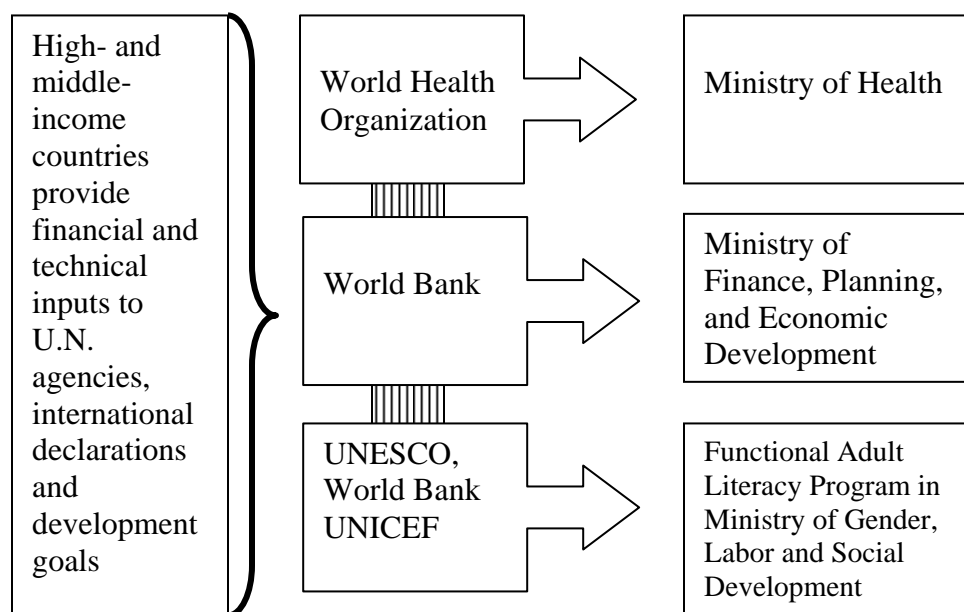 High- and
middle-
income
countries
provide
financial and
technical
inputs to
U.N.
agencies,
international
declarations
and
development
goals
World Health
Organization
Ministry of Health
World Bank
Ministry of
Finance, Planning,
and Economic
Development
UNESCO,
World Bank
UNICEF
Functional Adult
Literacy Program in
Ministry of Gender,
Labor and Social
Development